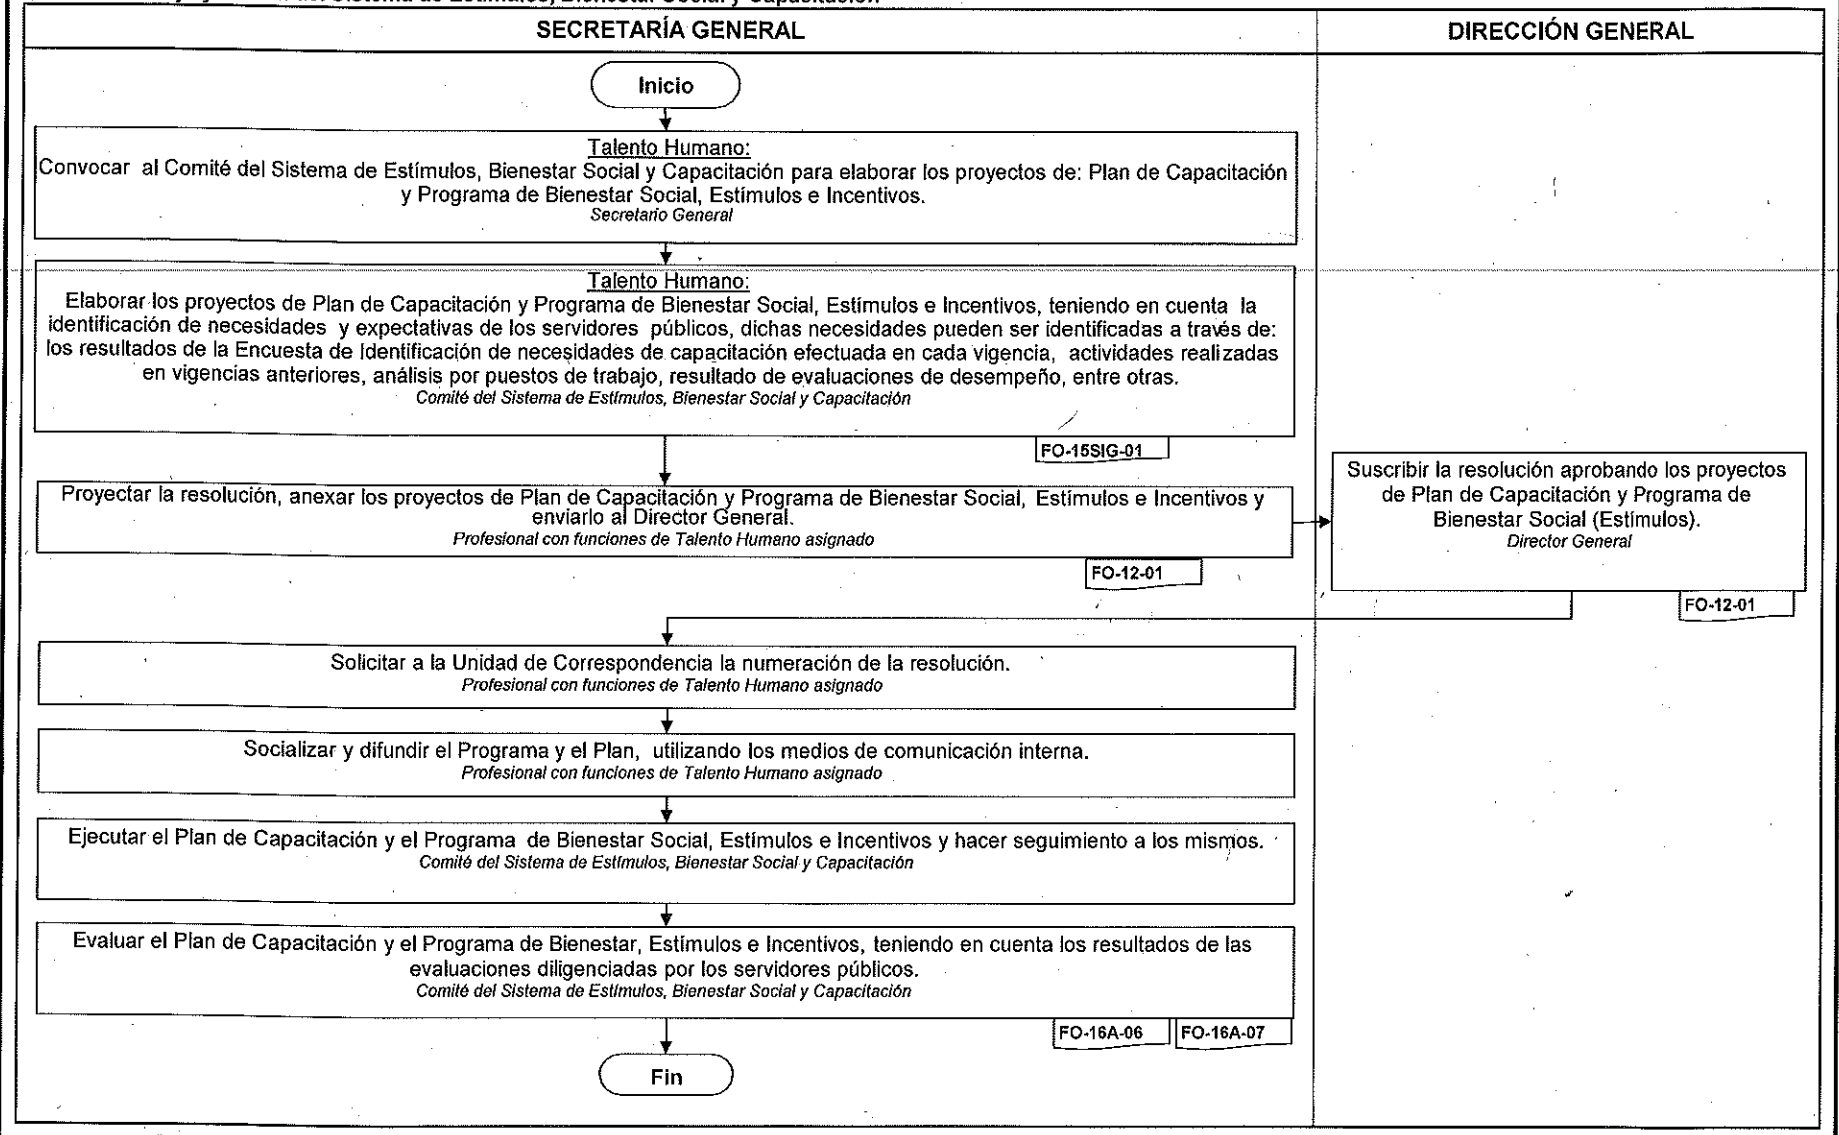 del Sistema de Estímulos, Bienestar Social y Capacitación
SECRETARÍA GENERAL
DIRECCIÓN GENERAL
Inicio
Talento Humano:
Convocar al Comité del Sistema de Estímulos, Bienestar Social y Capacitación para elaborar los proyectos de: Plan de Capacitación
y Programa de Bienestar Social, Estímulos e Incentivos.
Secretario General
Talento Humano:
Elaborar los proyectos de Plan de Capacitación y Programa de Bienestar Social, Estímulos e Incentivos, teniendo en cuenta la
identificación de necesidades y expectativas de los servidores públicos, dichas necesidades pueden ser identificadas a través de:
los resultados de la Encuesta de Identificación de necesidades de capacitación efectuada en cada vigencia, actividades realizadas
en vigencias anteriores, análisis por puestos de trabajo, resultado de evaluaciones de desempeño, entre otras.
Comité del Sistema de Estímulos, Bienestar Social y Capacitación
FO-15SIG-01
Proyectar la resolución, anexar los proyectos de Plan de Capacitación y Programa de Bienestar Social, Estímulos e Incentivos y
enviarlo al Director General.
Profesional con funciones de Talento Humano asignado
FO-12-01
Suscribir la resolución aprobando los proyectos
de Plan de Capacitación y Programa de
Bienestar Social (Estímulos).
Director General
FO-12-01
Solicitar a la Unidad de Correspondencia la numeración de la resolución.
Profesional con funciones de Talento Humano asignado
Socializar y difundir el Programa y el Plan, utilizando los medios de comunicación interna.
Profesional con funciones de Talento Humano asignado
Ejecutar el Plan de Capacitación y el Programa de Bienestar Social, Estímulos e Incentivos y hacer seguimiento a los mismos.
Comité del Sistema de Estímulos, Bienestar Social y Capacitación
Evaluar el Plan de Capacitación y el Programa de Bienestar, Estímulos e Incentivos, teniendo en cuenta los resultados de las
evaluaciones diligenciadas por los servidores públicos.
Comité del Sistema de Estímulos, Bienestar Social y Capacitación
FO-16A-06
FO-16A-07
Fin